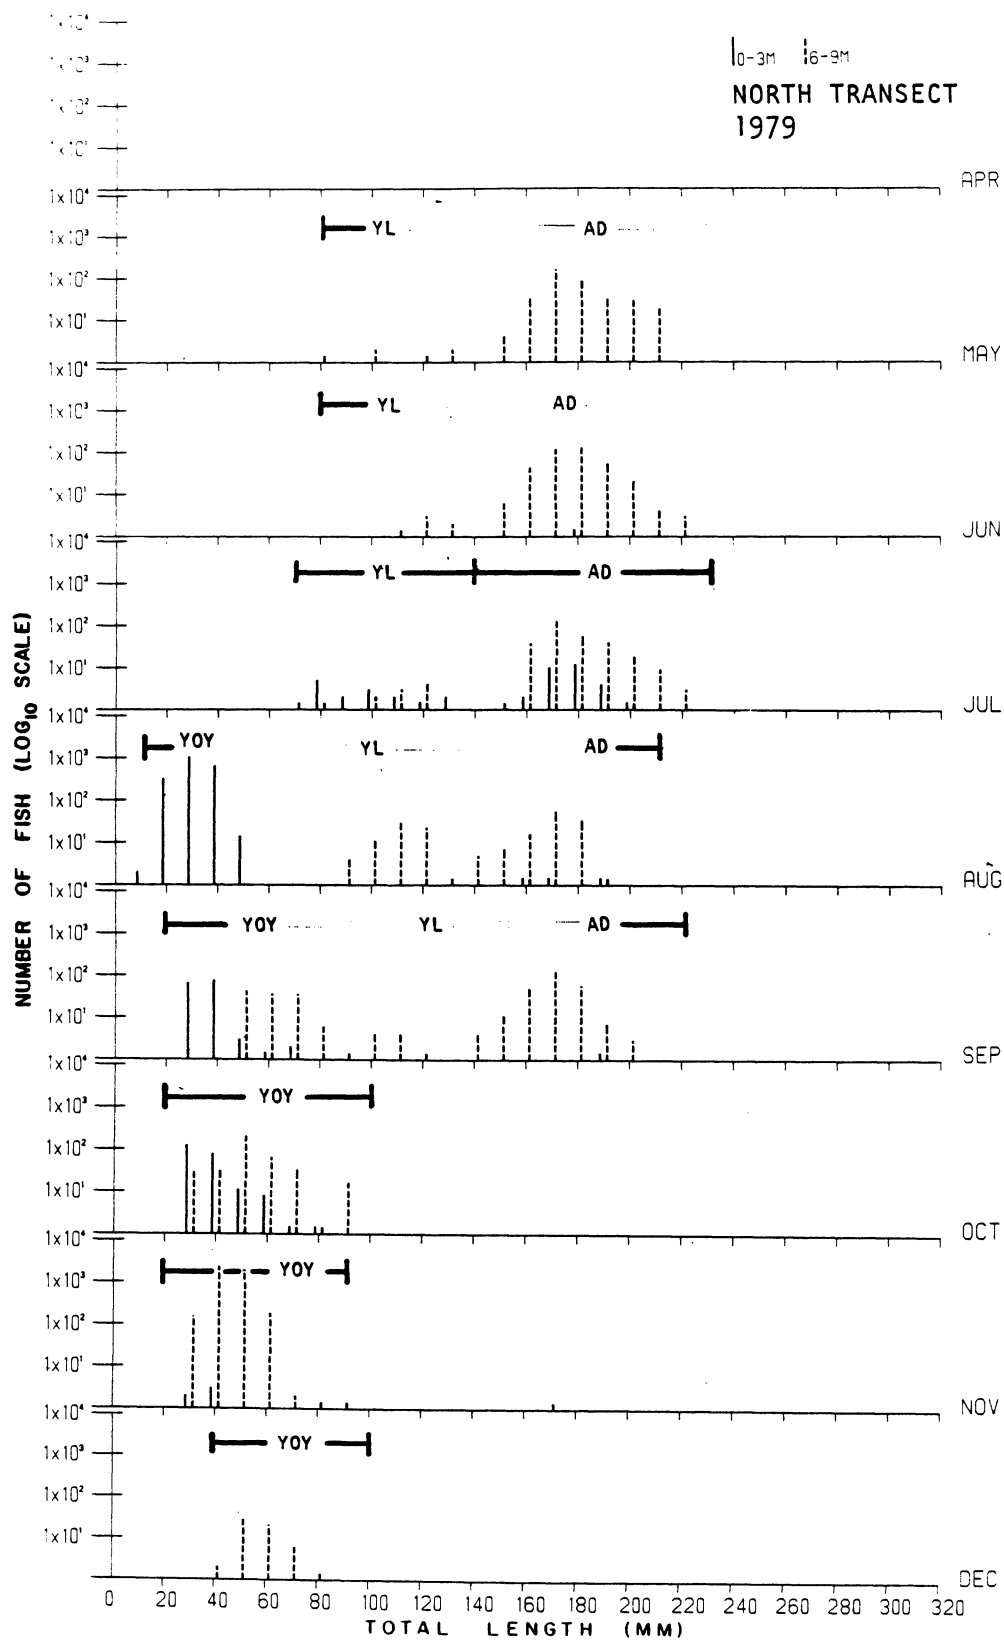 0-3M 6-9M
NORTH TRANSECT
1979
1x10⁴
1x10³
1x10²
1x10¹
APR
1x10⁴
1x10³
1x10²
1x10¹
YL AD
MAY
1x10⁴
1x10³
1x10²
1x10¹
YL AD
JUN
1x10⁴
1x10³
1x10²
1x10¹
YL AD
JUL
1x10⁴
1x10³
1x10²
1x10¹
YOY YL AD
AUG
1x10⁴
1x10³
1x10²
1x10¹
YOY YL AD
SEP
1x10⁴
1x10³
1x10²
1x10¹
YOY
OCT
1x10⁴
1x10³
1x10²
1x10¹
YOY
NOV
1x10⁴
1x10³
1x10²
1x10¹
YOY
DEC
0 20 40 60 80 100 120 140 160 180 200 220 240 260 280 300 320
TOTAL LENGTH (MM)
NUMBER OF FISH (LOG₁₀ SCALE)